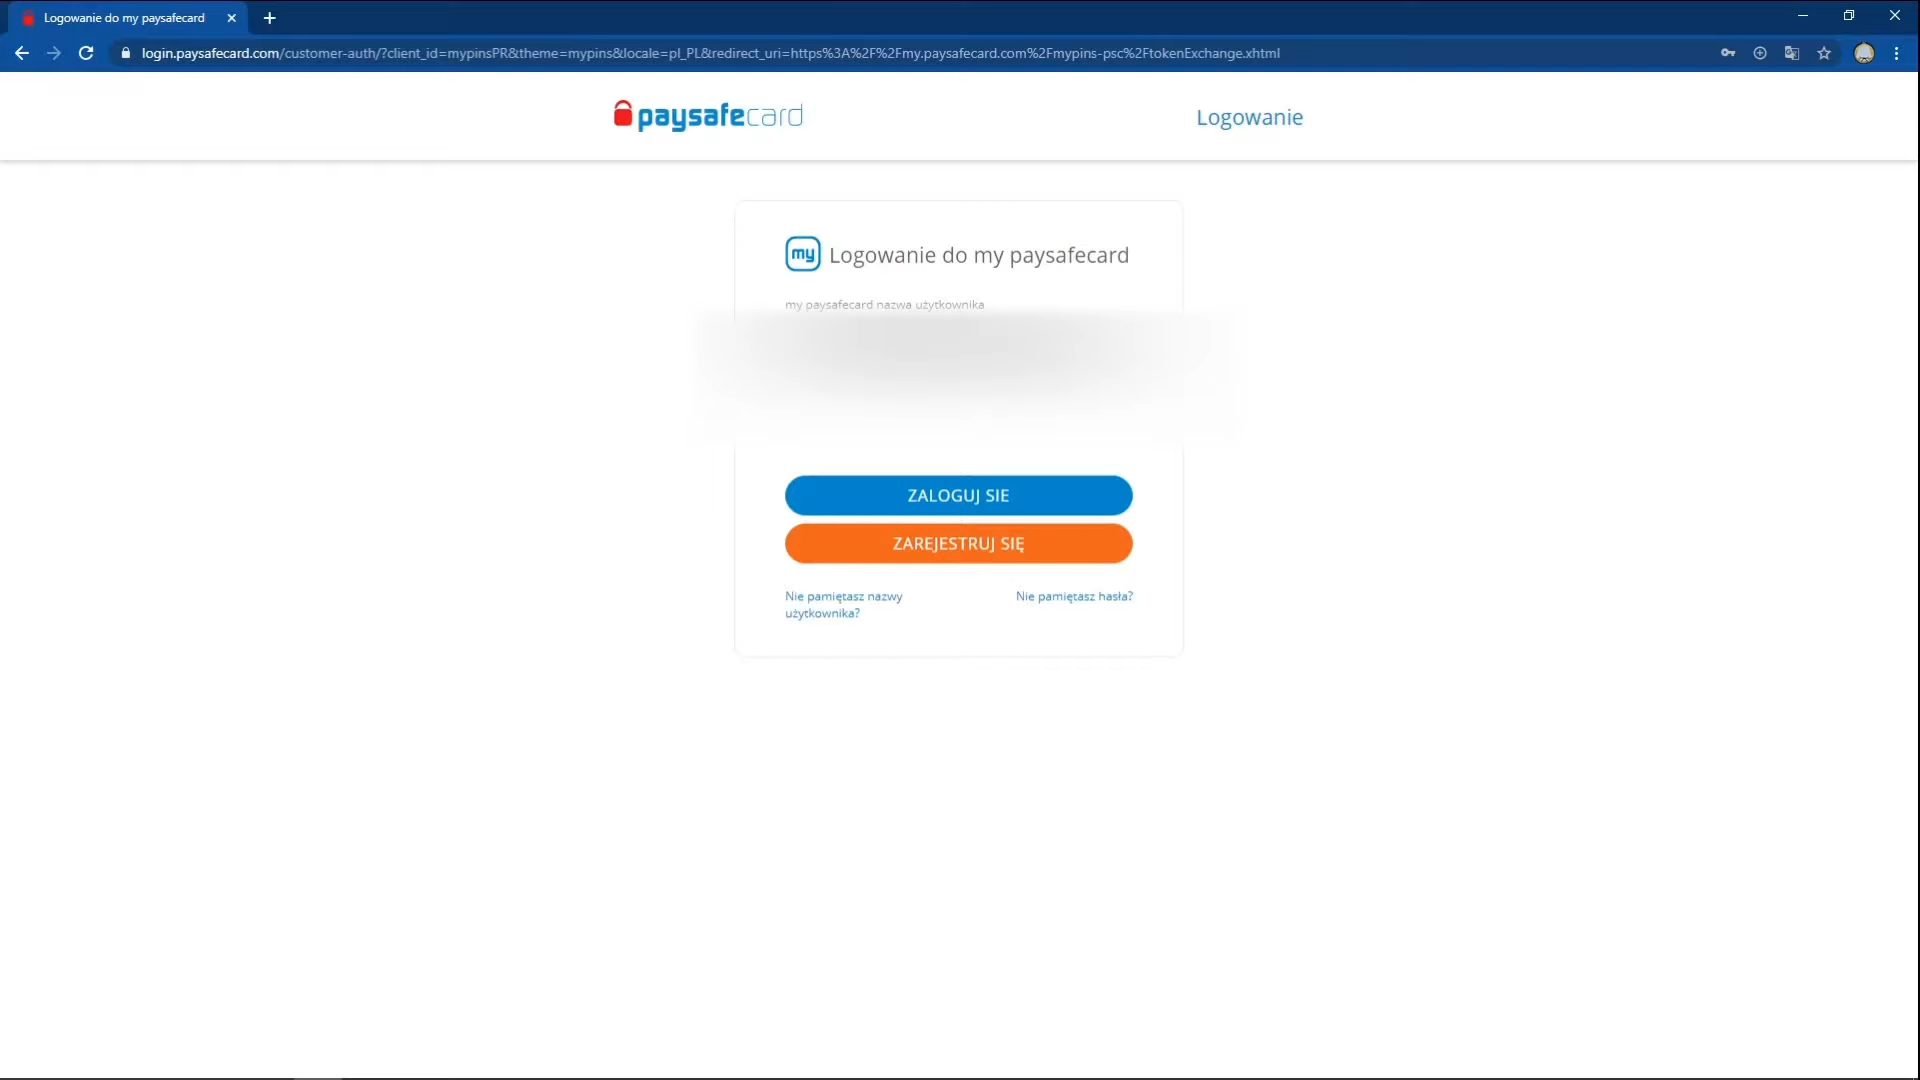 Logowanie do my paysafecard
login.paysafecard.com/customer-auth/?client_id=mypinsPR&theme=mypins&locale=pl_PL&redirect_uri=https%3A%2F%2Fmy.paysafecard.com%2Fmypins-psc%2FtokenExchange.xhtml
paysafecard
Logowanie
my Logowanie do my paysafecard
my paysafecard nazwa użytkownika
ZALOGUJ SIE
ZAREJESTRUJ SIĘ
Nie pamiętasz nazwy użytkownika?
Nie pamiętasz hasła?